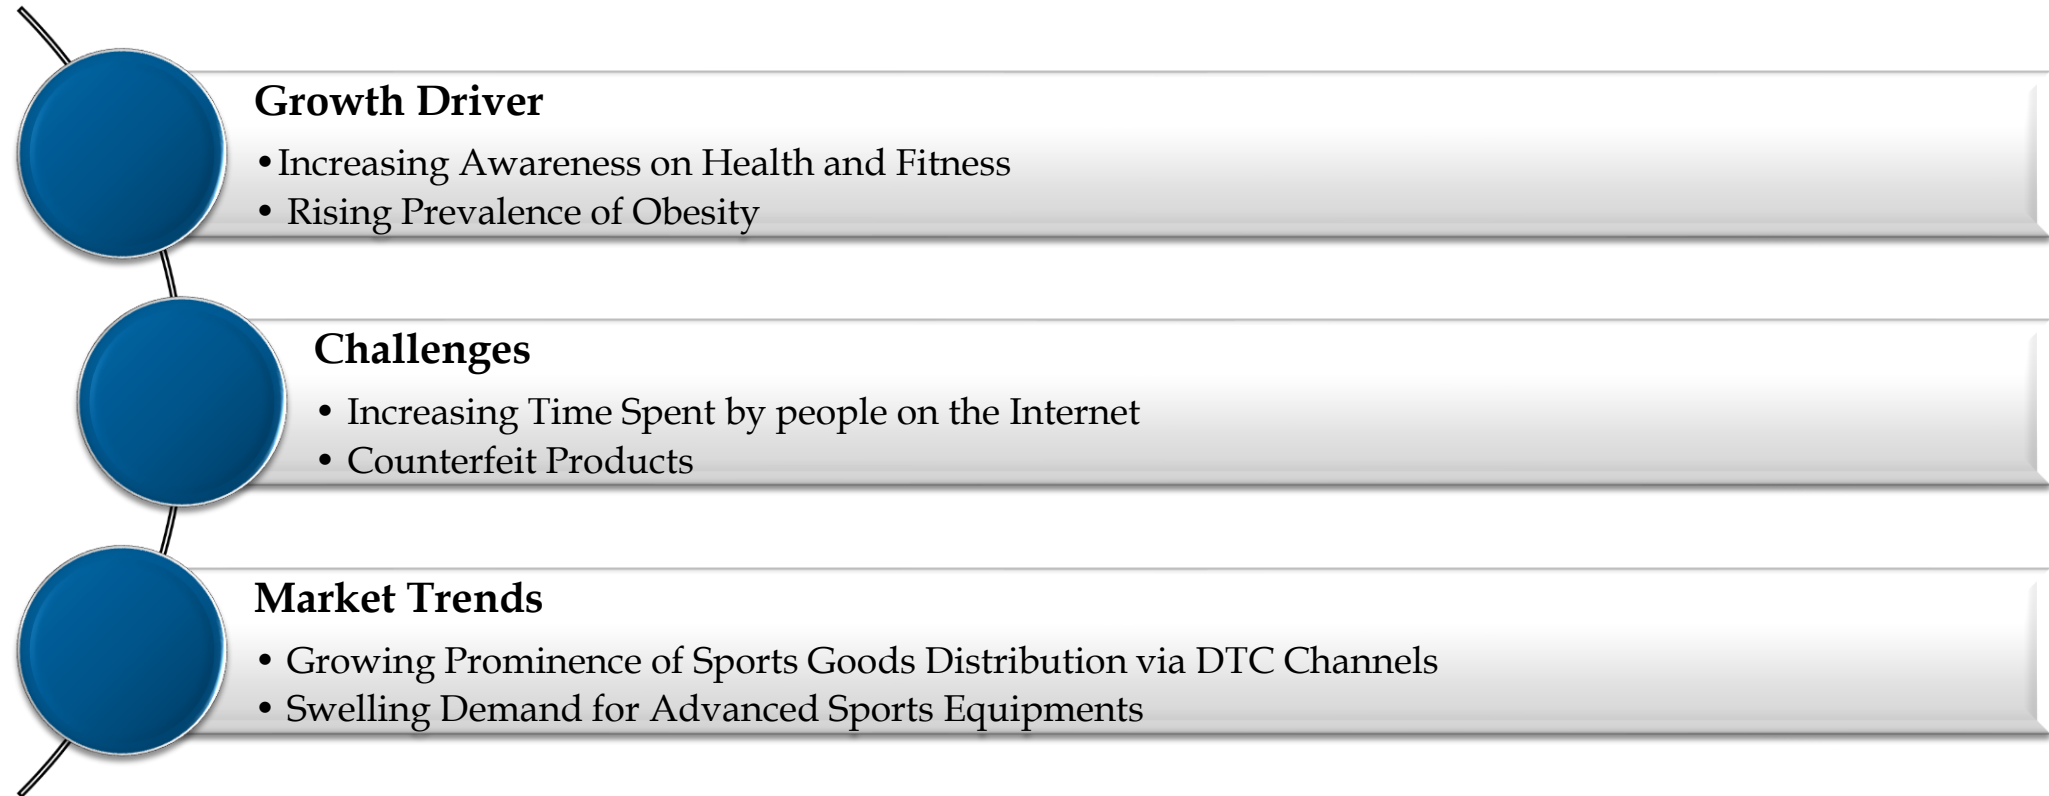 Growth Driver
•Increasing Awareness on Health and Fitness
• Rising Prevalence of Obesity
Challenges
• Increasing Time Spent by people on the Internet
• Counterfeit Products
Market Trends
• Growing Prominence of Sports Goods Distribution via DTC Channels
• Swelling Demand for Advanced Sports Equipments